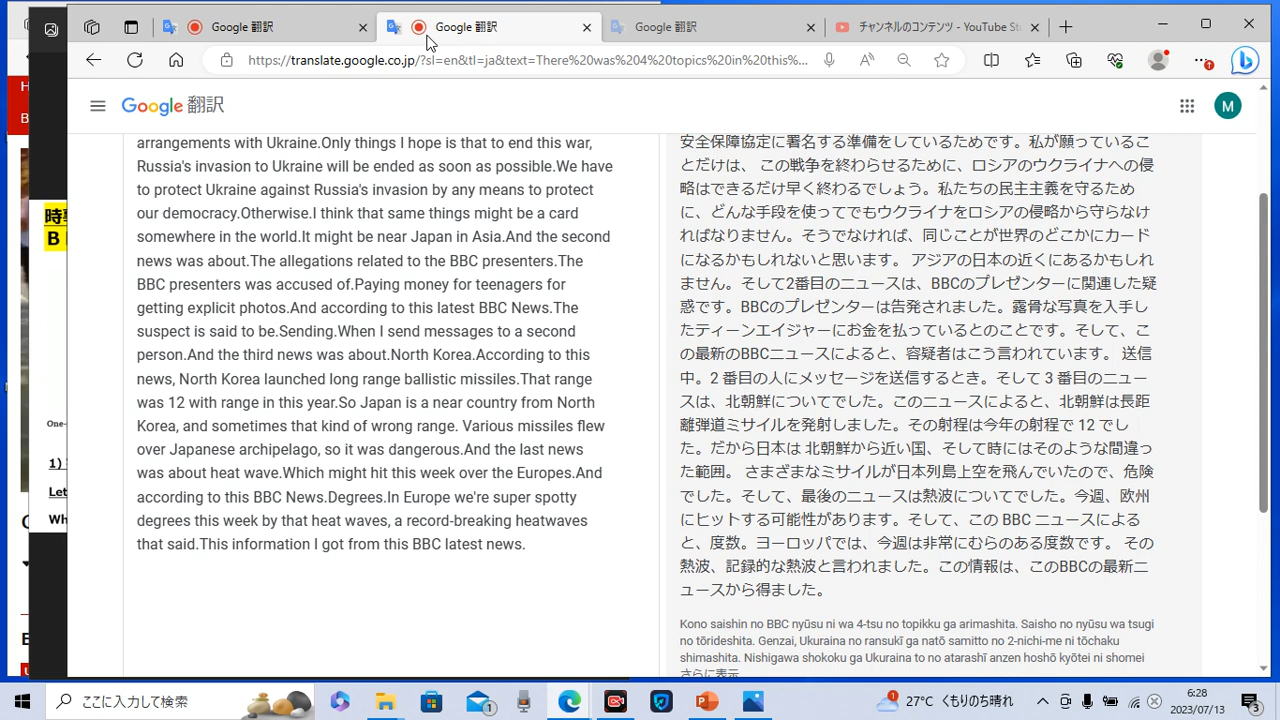 Google 翻訳
Google 翻訳
Google 翻訳
チャンネルのコンテンツ - YouTube St
https://translate.google.co.jp/?sl=en&tl=ja&text=There%20was%204%20topics%20in%20this%...
Google 翻訳
M
arrangements with Ukraine.Only things I hope is that to end this war,
Russia's invasion to Ukraine will be ended as soon as possible.We have
to protect Ukraine against Russia's invasion by any means to protect
our democracy.Otherwise.I think that same things might be a card
somewhere in the world.It might be near Japan in Asia.And the second
news was about.The allegations related to the BBC presenters.The
BBC presenters was accused of.Paying money for teenagers for
getting explicit photos.And according to this latest BBC News.The
suspect is said to be.Sending.When I send messages to a second
person.And the third news was about.North Korea.According to this
news, North Korea launched long range ballistic missiles.That range
was 12 with range in this year.So Japan is a near country from North
Korea, and sometimes that kind of wrong range. Various missiles flew
over Japanese archipelago, so it was dangerous.And the last news
was about heat wave.Which might hit this week over the Europes.And
according to this BBC News.Degrees.In Europe we're super spotty
degrees this week by that heat waves, a record-breaking heatwaves
that said.This information I got from this BBC latest news.
安全保障協定に署名する準備をしているためです。私が願っているこ
とだけは、 この戦争を終わらせるために、ロシアのウクライナへの侵
略はできるだけ早く終わるでしょう。私たちの民主主義を守るため
に、どんな手段を使ってでもウクライナをロシアの侵略から守らなけ
ればなりません。そうでなければ、同じことが世界のどこかにカード
になるかもしれないと思います。 アジアの日本の近くにあるかもしれ
ません。そして2番目のニュースは、BBCのプレゼンターに関連した疑
惑です。BBCのプレゼンターは告発されました。露骨な写真を入手し
たティーンエイジャーにお金を払っているとのことです。そして、こ
の最新のBBCニュースによると、容疑者はこう言われています。 送信
中。2 番目の人にメッセージを送信するとき。そして 3 番目のニュー
スは、北朝鮮についてでした。このニュースによると、北朝鮮は長距
離弾道ミサイルを発射しました。その射程は今年の射程で 12 でし
た。だから日本は 北朝鮮から近い国、そして時にはそのような間違っ
た範囲。 さまざまなミサイルが日本列島上空を飛んでいたので、危険
でした。そして、最後のニュースは熱波についてでした。今週、欧州
にヒットする可能性があります。そして、この BBC ニュースによる
と、度数。ヨーロッパでは、今週は非常にむらのある度数です。 その
熱波、記録的な熱波と言われました。この情報は、このBBCの最新ニ
ュースから得ました。
Kono saishin no BBC nyūsu ni wa 4-tsu no topikku ga arimashita. Saisho no nyūsu wa tsugi
no tōrideshita. Genzai, Ukuraina no ransukī ga natō samitto no 2-nichi-me ni tōchaku
shimashita. Nishigawa shokoku ga Ukuraina to no atarashī anzen hoshō kyōtei ni shomei
さらに表示
One-
1)
Let
Wh
ここに入力して検索
1
27°C くもりのち晴れ
6:28
2023/07/13
3